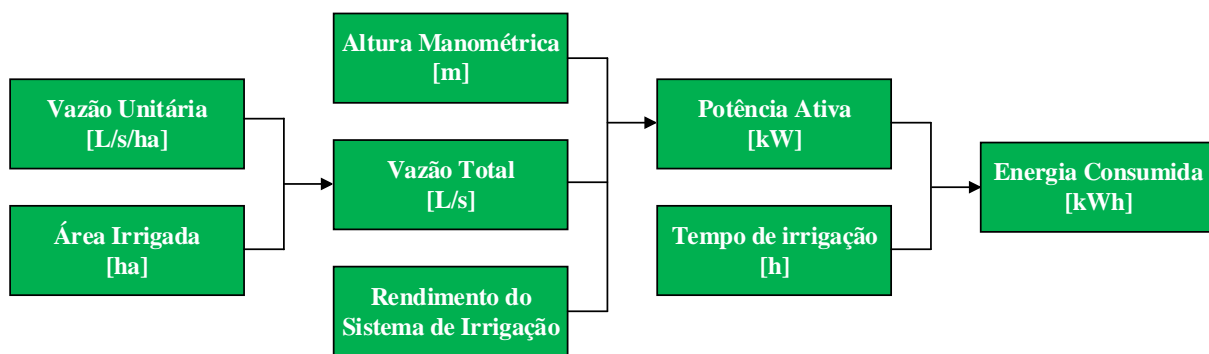 Vazão Unitária
[L/s/ha]
Área Irrigada
[ha]
Altura Manométrica
[m]
Vazão Total
[L/s]
Rendimento do
Sistema de Irrigação
Potência Ativa
[kW]
Tempo de irrigação
[h]
Energia Consumida
[kWh]